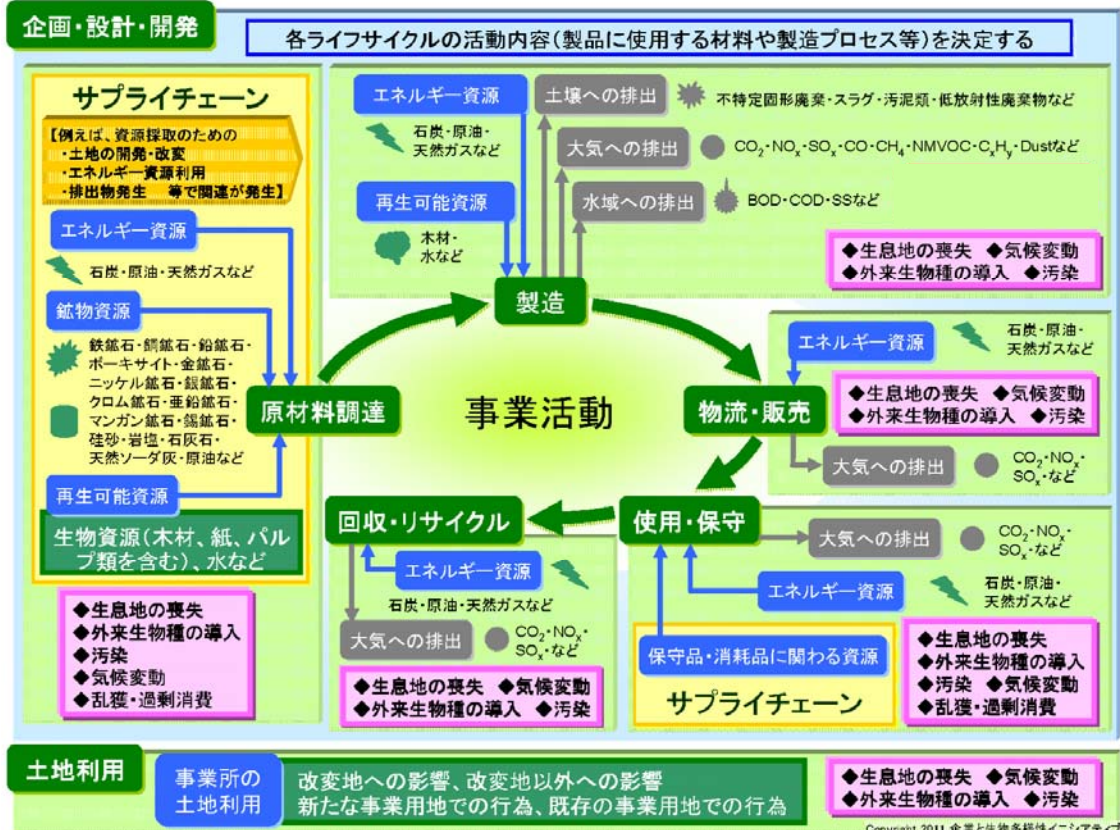 企画・設計・開発
各ライフサイクルの活動内容(製品に使用する材料や製造プロセス等)を決定する
サプライチェーン
【例えば、資源採取のための
・土地の開発・改変
・エネルギー資源利用
・排出物発生 等で関連が発生】
エネルギー資源
石炭・原油・天然ガスなど
鉱物資源
鉄鉱石・銅鉱石・鉛鉱石・
ボーキサイト・金鉱石・
ニッケル鉱石・銀鉱石・
クロム鉱石・亜鉛鉱石・
マンガン鉱石・錫鉱石・
硅砂・岩塩・石灰石・
天然ソーダ灰・原油など
再生可能資源
生物資源(木材、紙、パル
プ類を含む)、水など
◆生息地の喪失
◆外来生物種の導入
◆汚染
◆気候変動
◆乱獲・過剰消費
原材料調達
エネルギー資源
石炭・原油・
天然ガスなど
再生可能資源
木材・
水など
土壌への排出
不特定固形廃棄・スラグ・汚泥類・低放射性廃棄物など
大気への排出
CO₂・NOₓ・SOₓ・CO・CH₄・NMVOC・CₓHᵧ・Dustなど
水域への排出
BOD・COD・SSなど
◆生息地の喪失 ◆気候変動
◆外来生物種の導入 ◆汚染
製造
事業活動
物流・販売
エネルギー資源
石炭・原油・
天然ガスなど
◆生息地の喪失 ◆気候変動
◆外来生物種の導入 ◆汚染
大気への排出
CO₂・NOₓ・
SOₓ・など
使用・保守
大気への排出
CO₂・NOₓ・
SOₓ・など
エネルギー資源
石炭・原油・
天然ガスなど
保守品・消耗品に関わる資源
サプライチェーン
◆生息地の喪失
◆外来生物種の導入
◆汚染 ◆気候変動
◆乱獲・過剰消費
回収・リサイクル
エネルギー資源
石炭・原油・天然ガスなど
大気への排出
CO₂・NOₓ・
SOₓ・など
◆生息地の喪失 ◆気候変動
◆外来生物種の導入 ◆汚染
土地利用
事業所の
土地利用
改変地への影響、改変地以外への影響
新たな事業用地での行為、既存の事業用地での行為
◆生息地の喪失 ◆気候変動
◆外来生物種の導入 ◆汚染
Copyright 2011 企業と生物多様性イニシアティブ